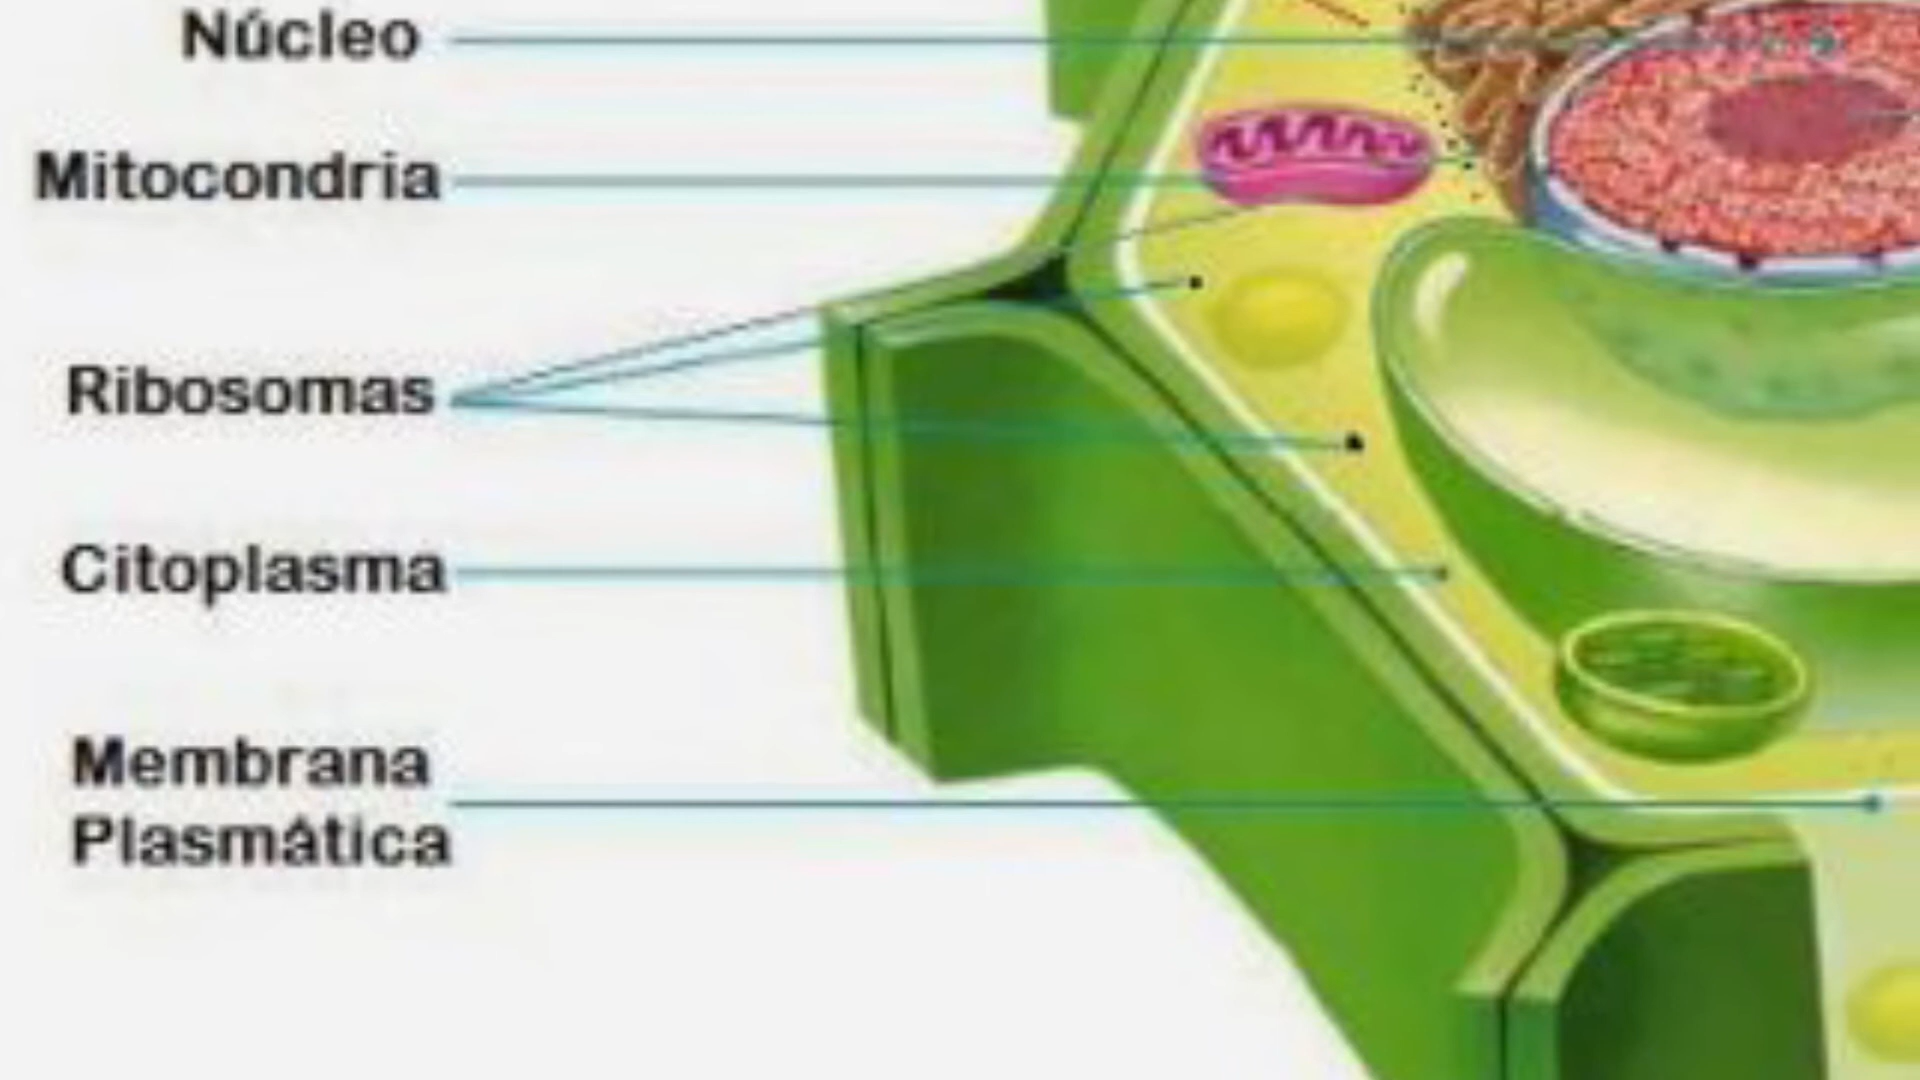 Núcleo
Mitocondria
Ribosomas
Citoplasma
Membrana
Plasmática